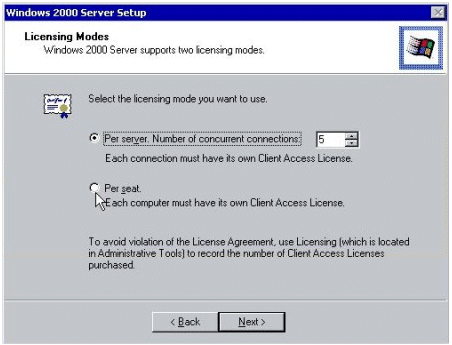 Windows 2000 Server Setup
Licensing Modes
Windows 2000 Server supports two licensing modes.
Select the licensing mode you want to use.
Per server. Number of concurrent connections: 5
Each connection must have its own Client Access License.
Per seat.
Each computer must have its own Client Access License.
To avoid violation of the License Agreement, use Licensing (which is located
in Administrative Tools) to record the number of Client Access Licenses
purchased.
< Back Next >